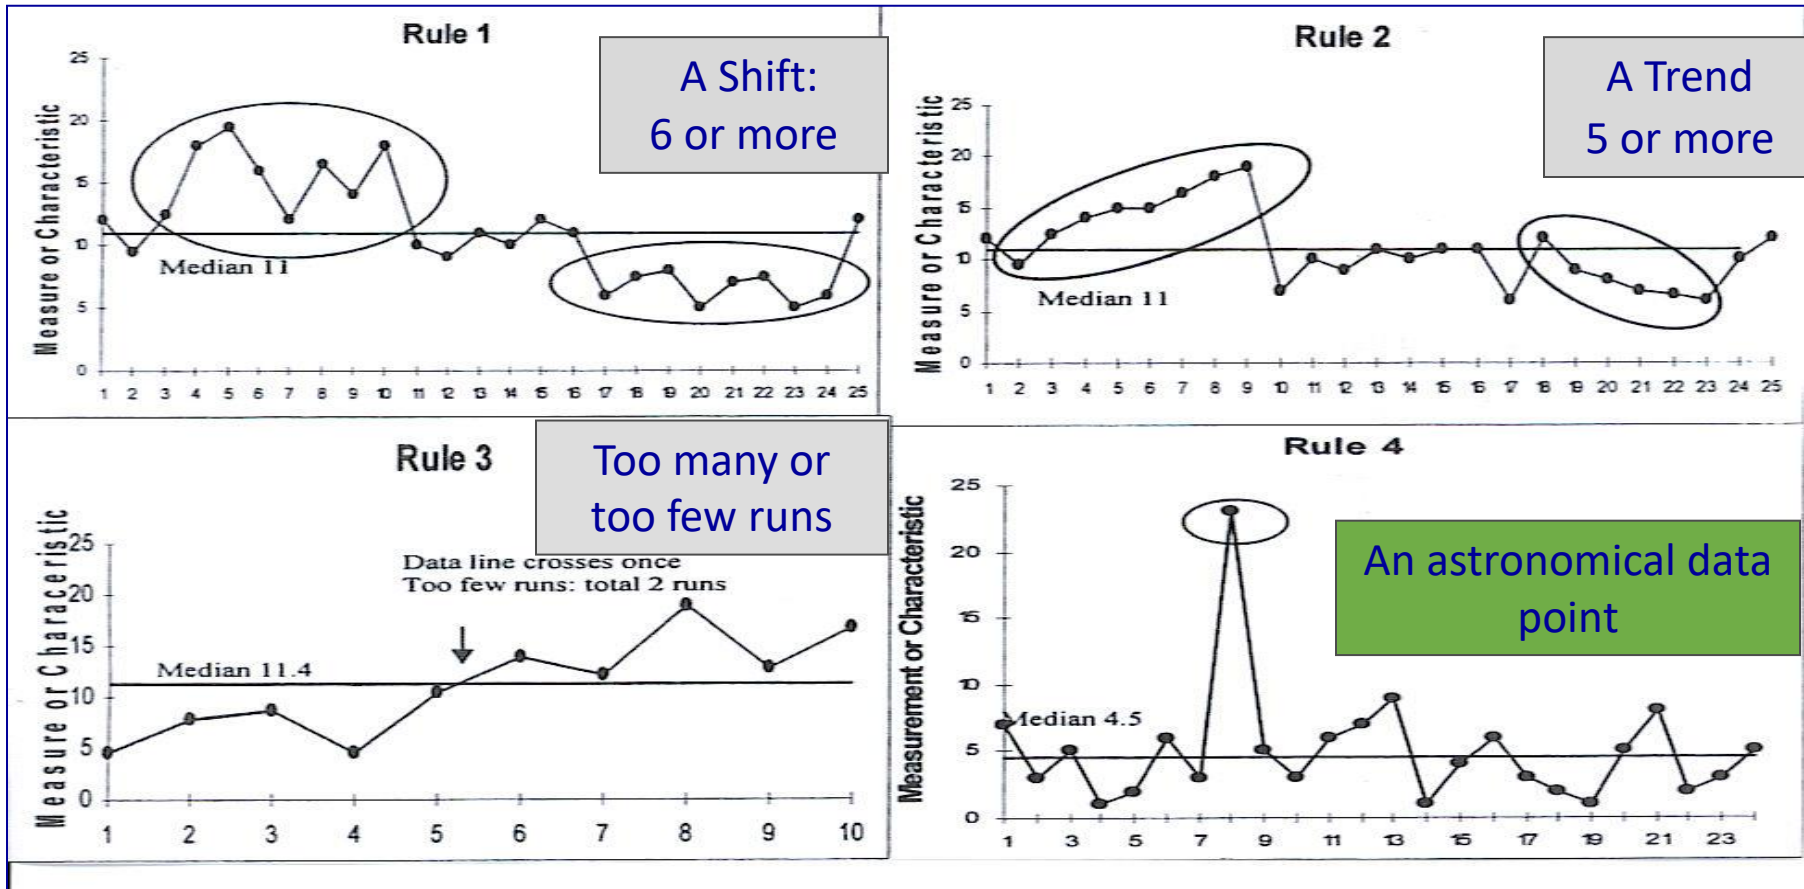 Rule 1
A Shift:
6 or more
Measure or Characteristic
25
20
15
10
5
0
Median 11
1 2 3 4 5 6 7 8 9 10 11 12 13 14 15 16 17 18 19 20 21 22 23 24 25
Rule 2
A Trend
5 or more
Measure or Characteristic
25
20
15
10
5
0
Median 11
1 2 3 4 5 6 7 8 9 10 11 12 13 14 15 16 17 18 19 20 21 22 23 24 25
Rule 3
Too many or
too few runs
Measure or Characeristic
25
20
15
10
5
0
Data line crosses once
Too few runs: total 2 runs
Median 11.4
1 2 3 4 5 6 7 8 9 10
Rule 4
An astronomical data
point
Measurement or Characteristic
25
20
15
10
5
0
Median 4.5
1 3 5 7 9 11 13 15 17 19 21 23